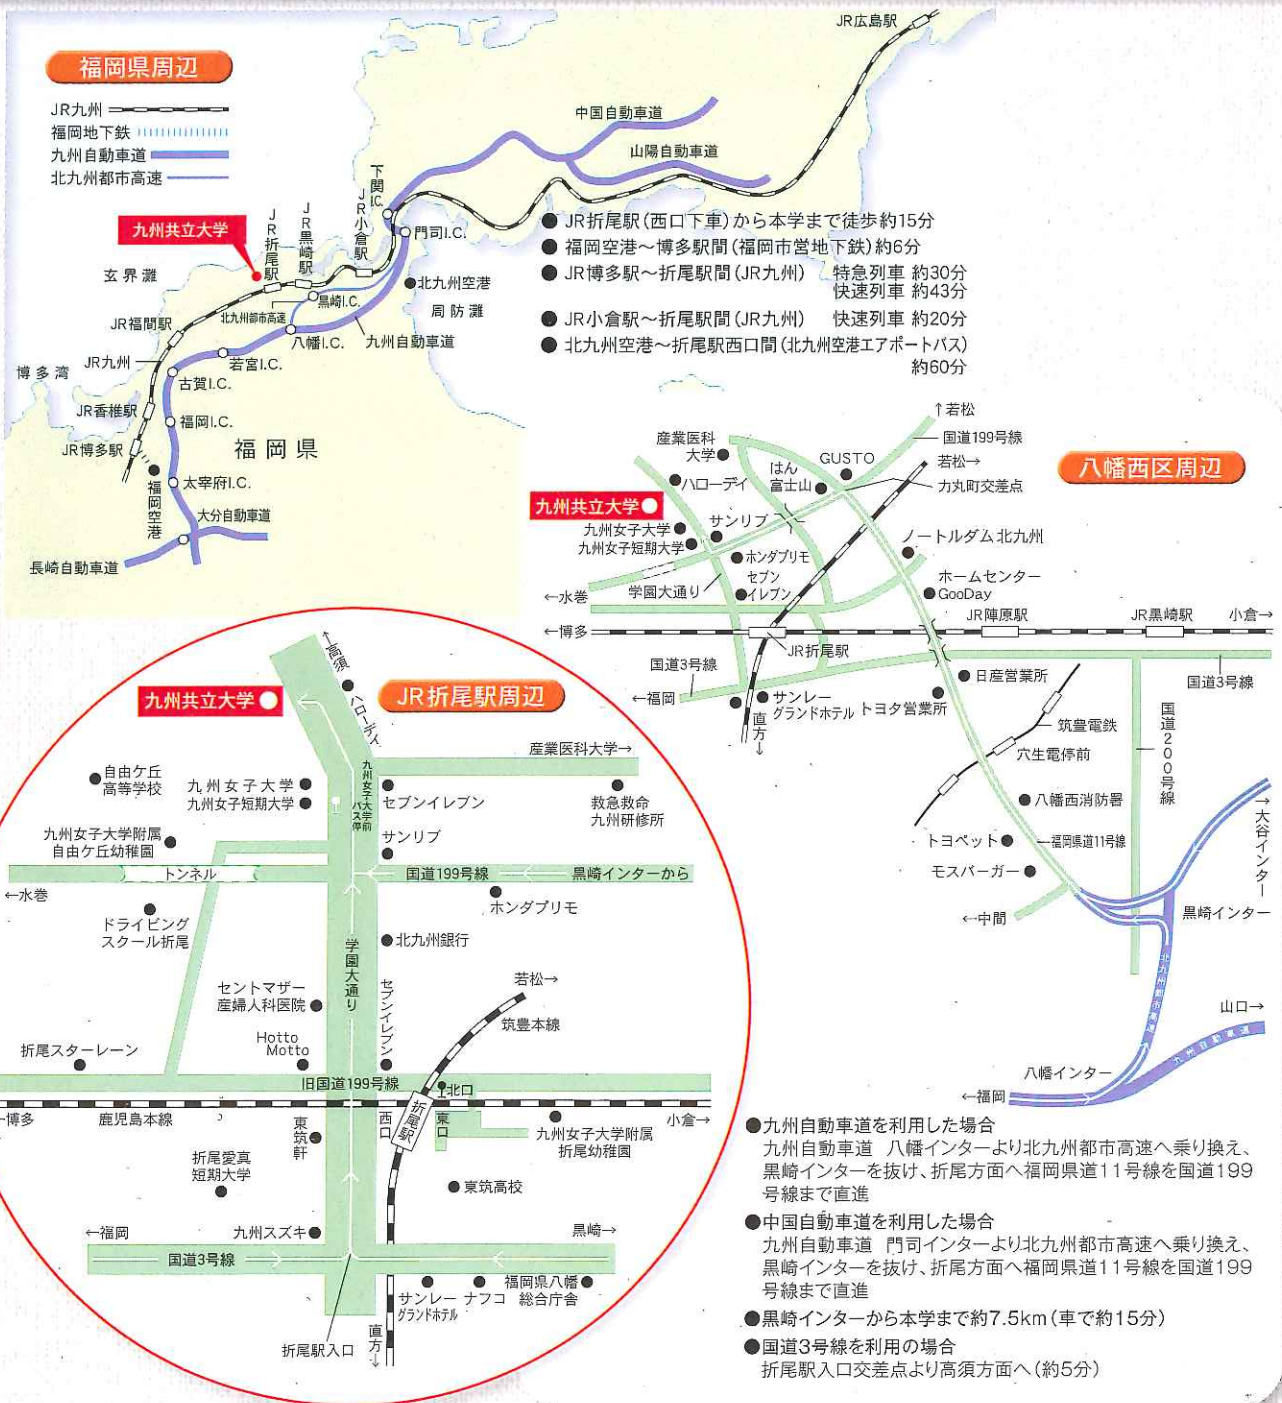 福岡県周辺
JR九州
福岡地下鉄
九州自動車道
北九州都市高速
JR広島駅
中国自動車道
山陽自動車道
下関I.C.
JR小倉駅
JR黒崎駅
JR折尾駅
九州共立大学
門司I.C.
玄界灘
北九州空港
周防灘
黒崎I.C.
北九州都市高速
JR福間駅
八幡I.C.
九州自動車道
JR九州
若宮I.C.
博多湾
古賀I.C.
JR香椎駅
福岡I.C.
JR博多駅
福岡県
福岡空港
太宰府I.C.
大分自動車道
長崎自動車道
●JR折尾駅(西口下車)から本学まで徒歩約15分
●福岡空港～博多駅間(福岡市営地下鉄)約6分
●JR博多駅～折尾駅間(JR九州) 特急列車 約30分
快速列車 約43分
●JR小倉駅～折尾駅間(JR九州) 快速列車 約20分
●北九州空港～折尾駅西口間(北九州空港エアポートバス)
約60分
八幡西区周辺
↑若松
国道199号線
産業医科
大学
はん
富士山
GUSTO
若松→
力丸町交差点
ハローデイ
九州共立大学
九州女子大学
九州女子短期大学
サンリブ
ホンダプリモ
セブン
イレブン
ノートルダム北九州
学園大通り
←水巻
ホームセンター
GooDay
←博多
JR陣原駅
JR黒崎駅
小倉→
JR折尾駅
国道3号線
←福岡
サンレー
グランドホテル
トヨタ営業所
日産営業所
国道3号線
直方→
筑豊電鉄
穴生電停前
国道200号線
八幡西消防署
トヨペット
福岡県道11号線
モスバーガー
←中間
→大谷インター
黒崎インター
北九州都市高速
山口→
九州自動車道
八幡インター
←福岡
JR折尾駅周辺
九州共立大学
↑高須
ハローデイ
産業医科大学→
自由ケ丘
高等学校
九州女子大学
九州女子短期大学
九州女子大学前
バス停
セブンイレブン
救急救命
九州研修所
九州女子大学附属
自由ケ丘幼稚園
サンリブ
トンネル
国道199号線
黒崎インターから
←水巻
ドライビング
スクール折尾
ホンダプリモ
学園大通り
北九州銀行
セントマザー
産婦人科医院
セブンイレブン
若松→
筑豊本線
Hotto
Motto
折尾スターレーン
旧国道199号線
北口
←博多
鹿児島本線
東筑軒
西口
折尾駅
東口
九州女子大学附属
折尾幼稚園
小倉→
折尾愛真
短期大学
東筑高校
←福岡
九州スズキ
黒崎→
国道3号線
サンレー
グランドホテル
ナフコ
福岡県八幡
総合庁舎
直方→
折尾駅入口
●九州自動車道を利用した場合
九州自動車道 八幡インターより北九州都市高速へ乗り換え、
黒崎インターを抜け、折尾方面へ福岡県道11号線を国道199
号線まで直進
●中国自動車道を利用した場合
九州自動車道 門司インターより北九州都市高速へ乗り換え、
黒崎インターを抜け、折尾方面へ福岡県道11号線を国道199
号線まで直進
●黒崎インターから本学まで約7.5km(車で約15分)
●国道3号線を利用の場合
折尾駅入口交差点より高須方面へ(約5分)